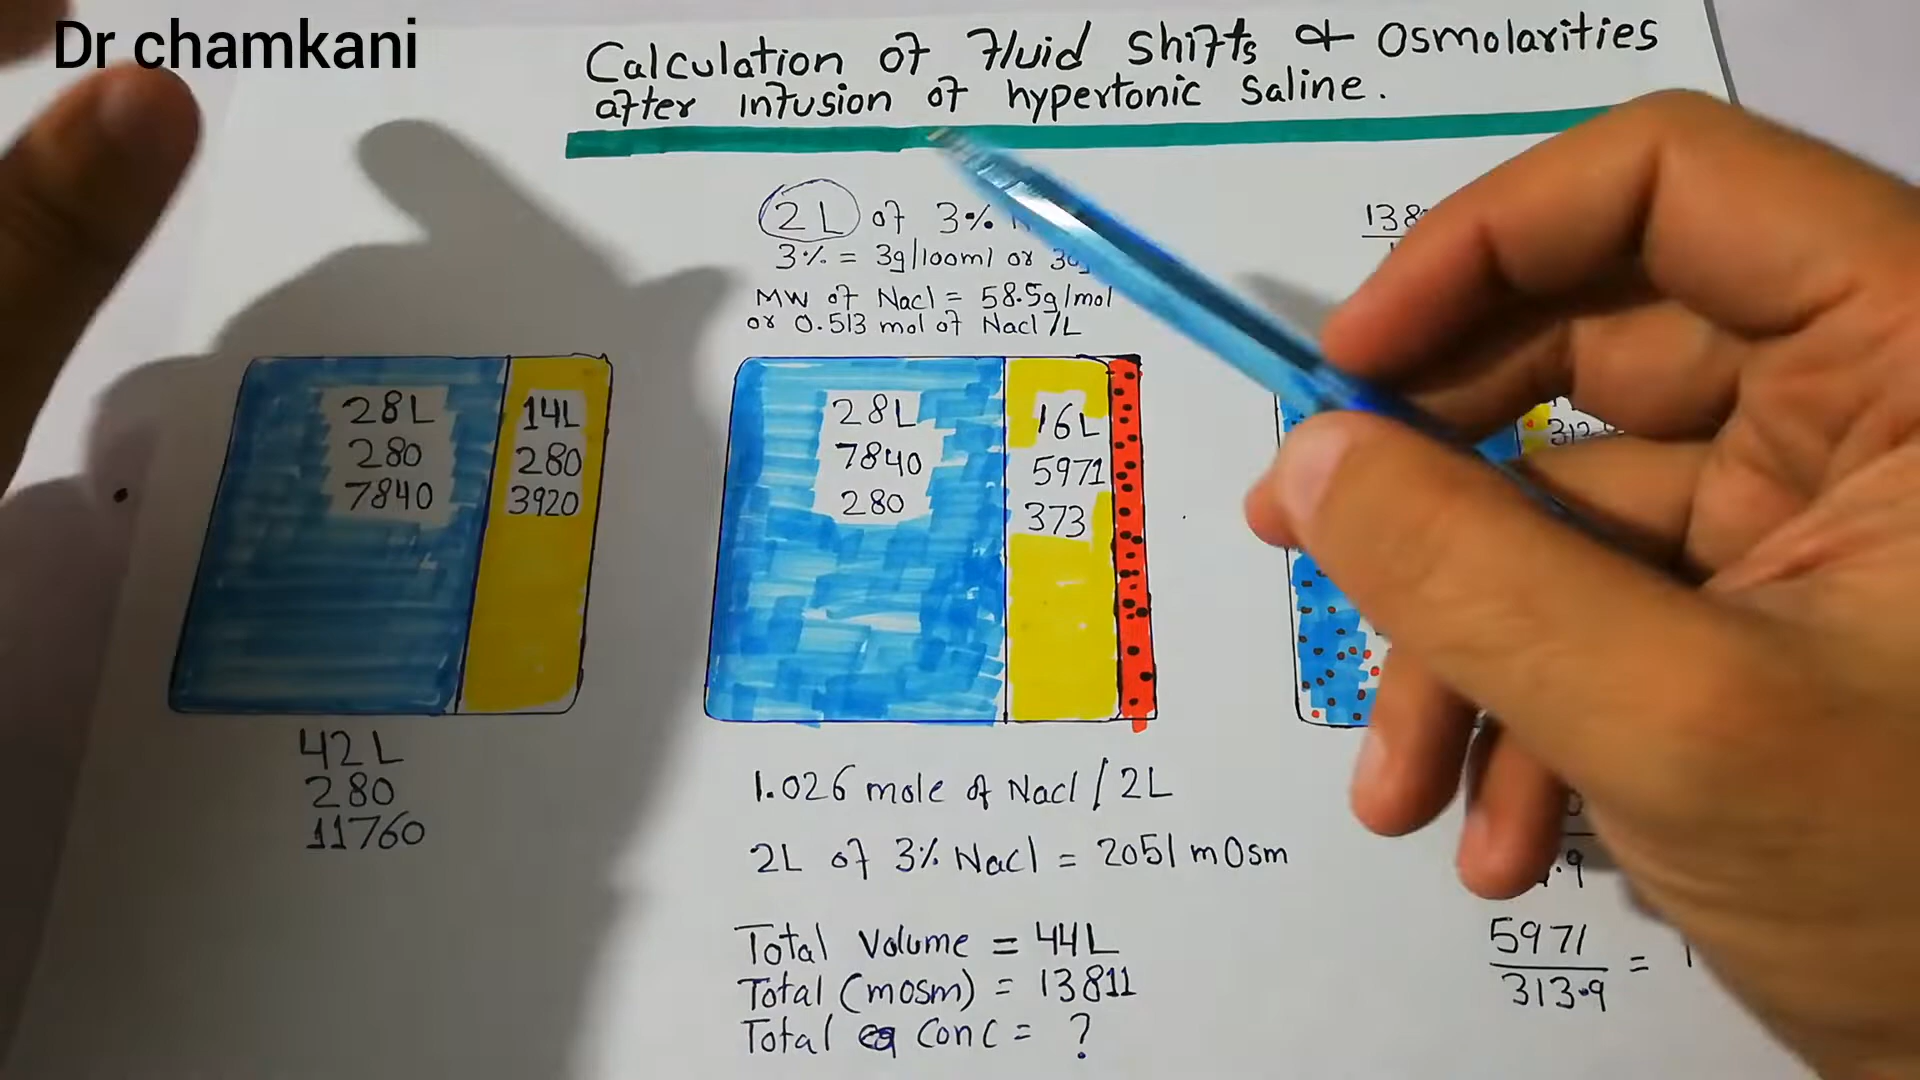 Dr chamkani
Calculation of Fluid Shifts & Osmolarities
after infusion of hypertonic saline.
2 L of 3%
3% = 3g/100ml or
MW of Nacl = 58.5g/mol
or 0.513 mol of Nacl/L
28L
280
7840
14L
280
3920
42 L
280
11760
28L
7840
280
16L
5971
373
1.026 mole of Nacl / 2L
2L of 3% Nacl = 2051 mOsm
Total Volume = 44L
Total (mosm) = 13811
Total Conc = ?
5971
313.9
=